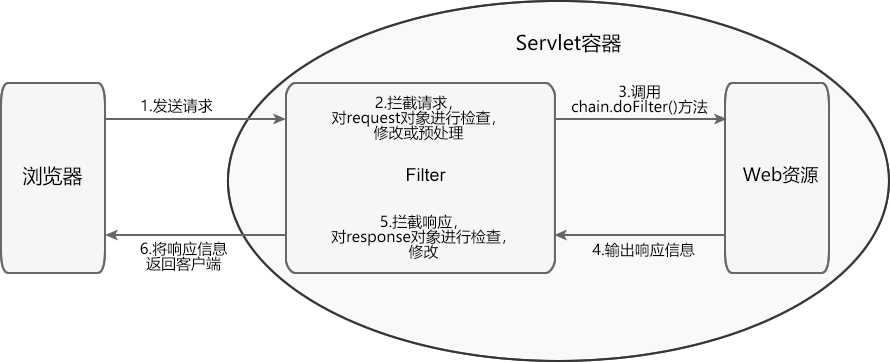 Servlet容器
浏览器
1.发送请求
2.拦截请求，
对request对象进行检查，
修改或预处理
3.调用
chain.doFilter()方法
Filter
Web资源
5.拦截响应，
对response对象进行检查，
修改
4.输出响应信息
6.将响应信息
返回客户端